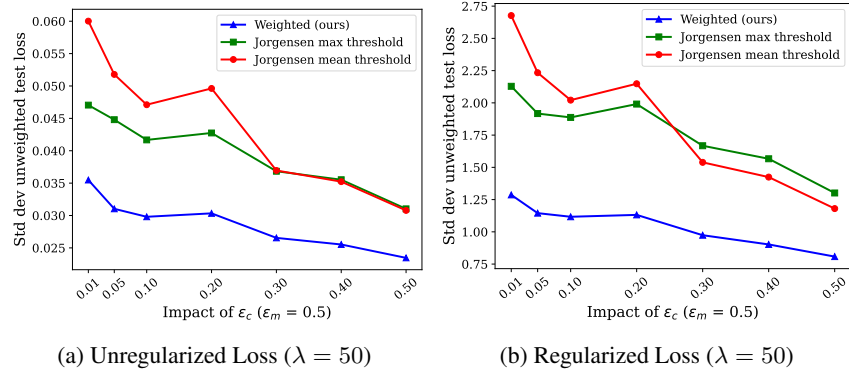 Std dev unweighted test loss
0.060
0.055
0.050
0.045
0.040
0.035
0.030
0.025
Weighted (ours)
Jorgensen max threshold
Jorgensen mean threshold
0.01 0.05 0.10 0.20 0.30 0.40 0.50
Impact of ε_c (ε_m = 0.5)
(a) Unregularized Loss (λ = 50)
Std dev unweighted test loss
2.75
2.50
2.25
2.00
1.75
1.50
1.25
1.00
0.75
Weighted (ours)
Jorgensen max threshold
Jorgensen mean threshold
0.01 0.05 0.10 0.20 0.30 0.40 0.50
Impact of ε_c (ε_m = 0.5)
(b) Regularized Loss (λ = 50)